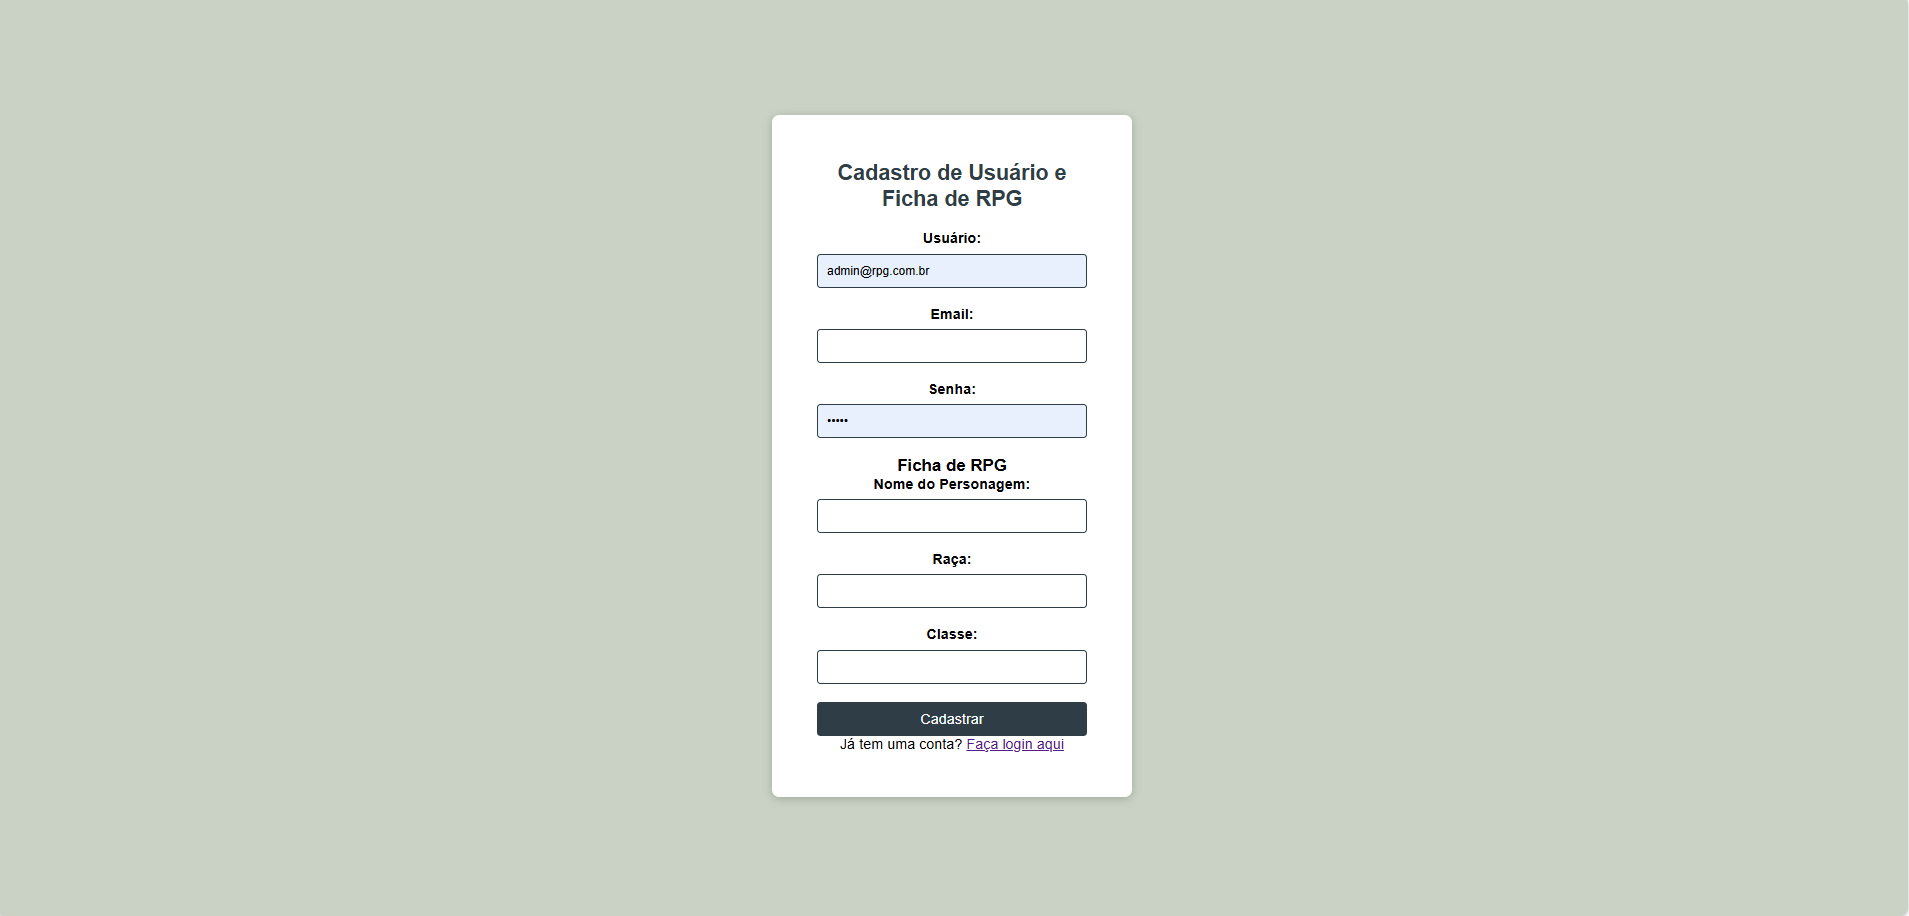 Cadastro de Usuário e
Ficha de RPG
Usuário:
admin@rpg.com.br
Email:
Senha:
•••••
Ficha de RPG
Nome do Personagem:
Raça:
Classe:
Cadastrar
Já tem uma conta? Faça login aqui